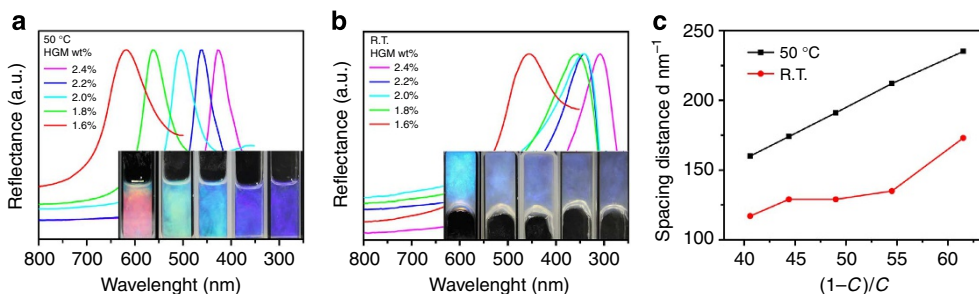 a
50 °C
HGM wt%
2.4%
2.2%
2.0%
1.8%
1.6%
Reflectance (a.u.)
800 700 600 500 400 300
Wavelenght (nm)
b
R.T.
HGM wt%
2.4%
2.2%
2.0%
1.8%
1.6%
Reflectance (a.u.)
800 700 600 500 400 300
Wavelenght (nm)
c
50 °C
R.T.
250
200
150
100
Spacing distance d nm⁻¹
40 45 50 55 60
(1–C)/C